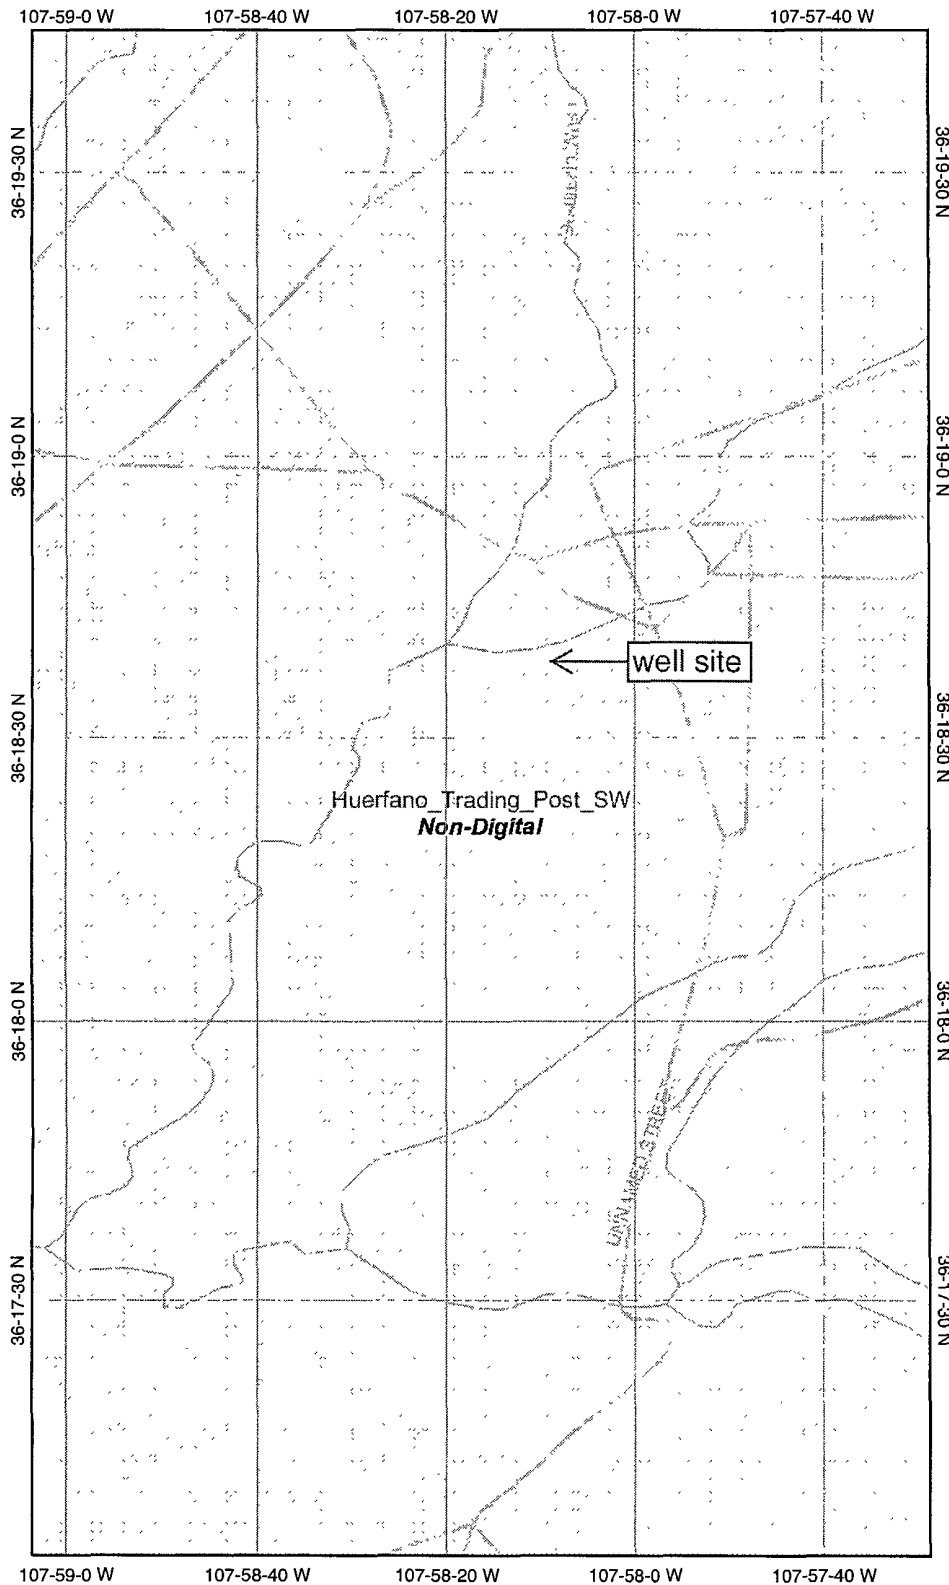 107-59-0 W 107-58-40 W 107-58-20 W 107-58-0 W 107-57-40 W
36-19-30 N 36-19-30 N
36-19-0 N 36-19-0 N
well site
36-18-30 N 36-18-30 N
Huerfano_Trading_Post_SW
Non-Digital
36-18-0 N 36-18-0 N
UNNAMED STREET
36-17-30 N 36-17-30 N
107-59-0 W 107-58-40 W 107-58-20 W 107-58-0 W 107-57-40 W